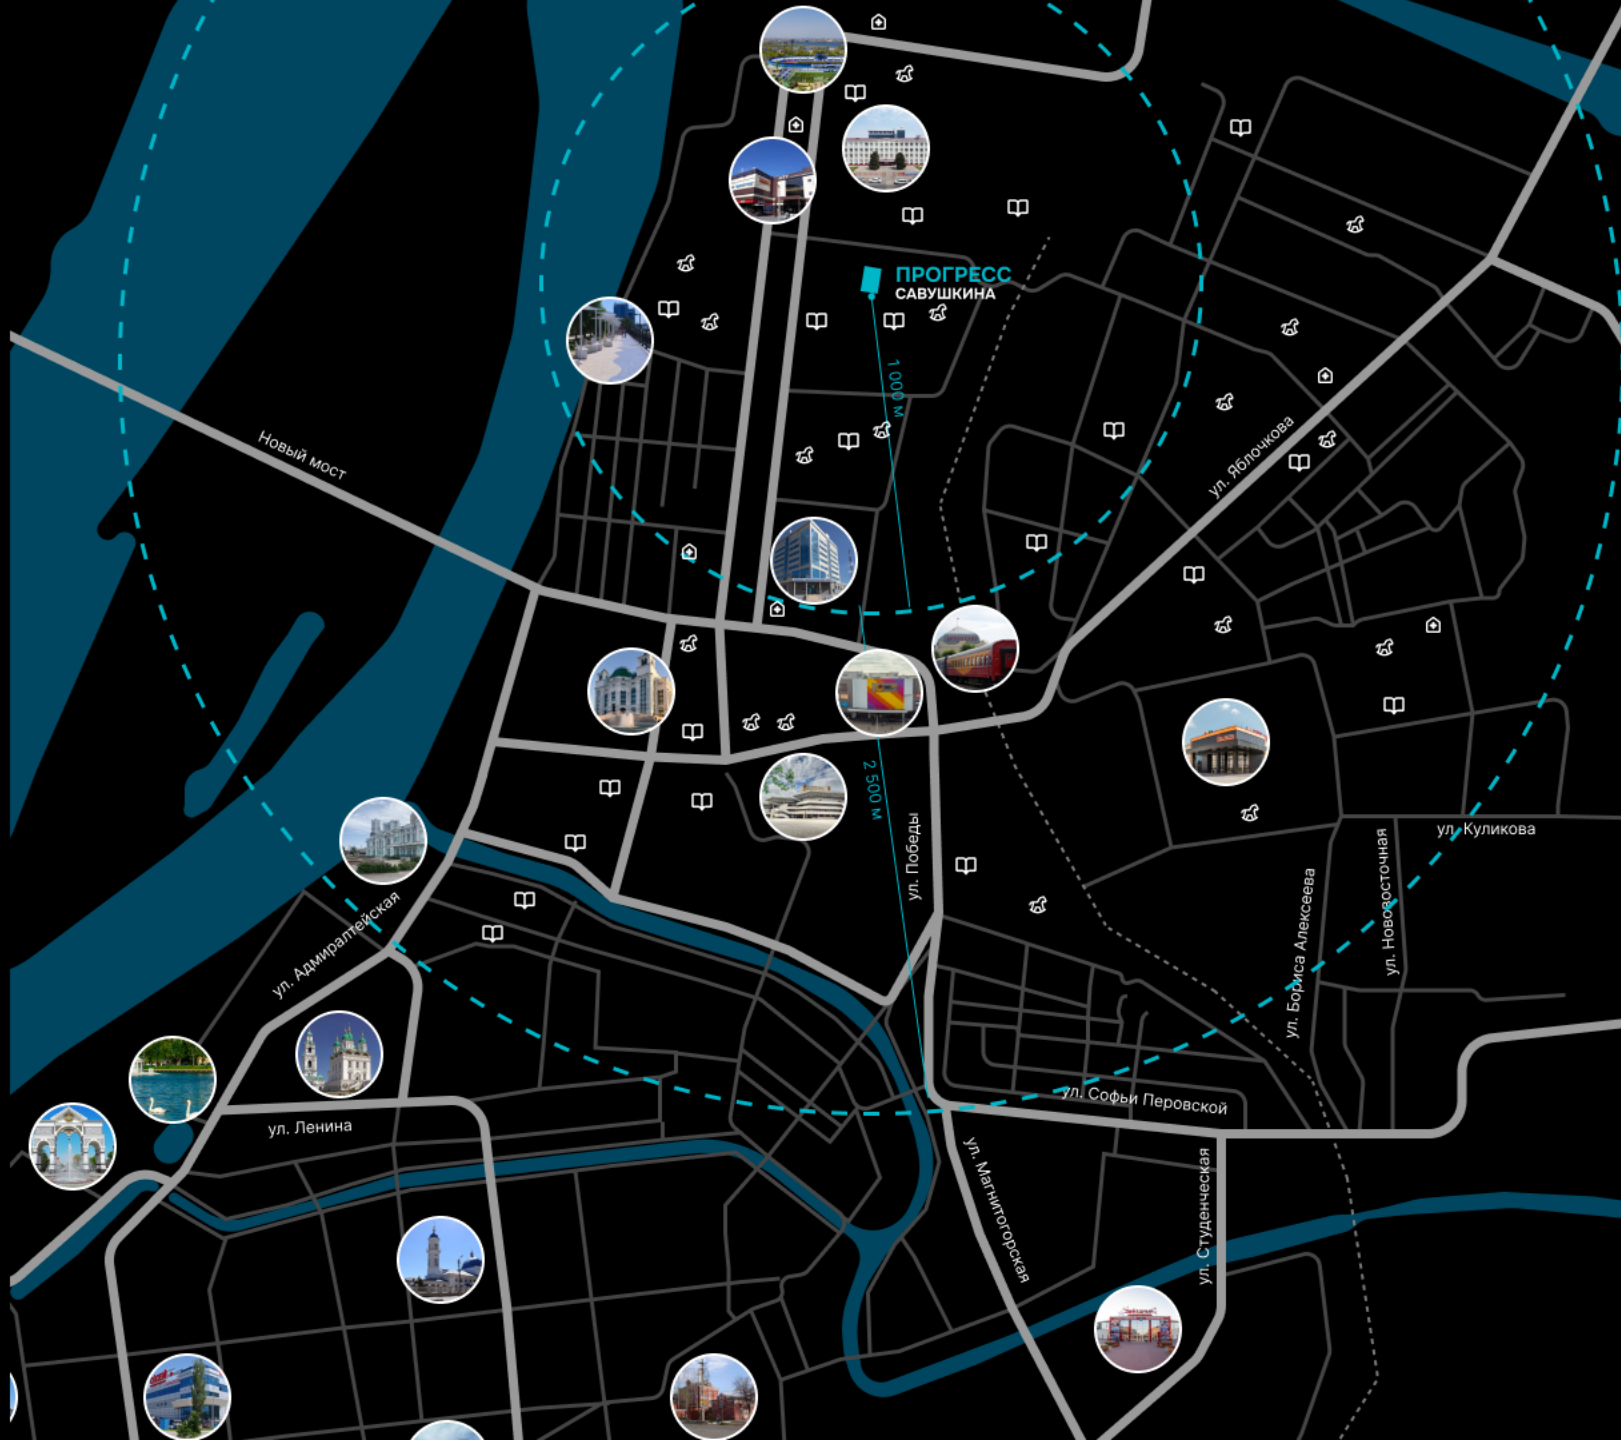 ПРОГРЕСС
САВУШКИНА
1 000 м
Новый мост
ул. Яблочкова
2 500 м
ул. Победы
ул. Куликова
ул. Нововосточная
ул. Бориса Алексеева
ул. Адмиралтейская
ул. Софьи Перовской
ул. Ленина
ул. Магнитогорская
ул. Студенческая